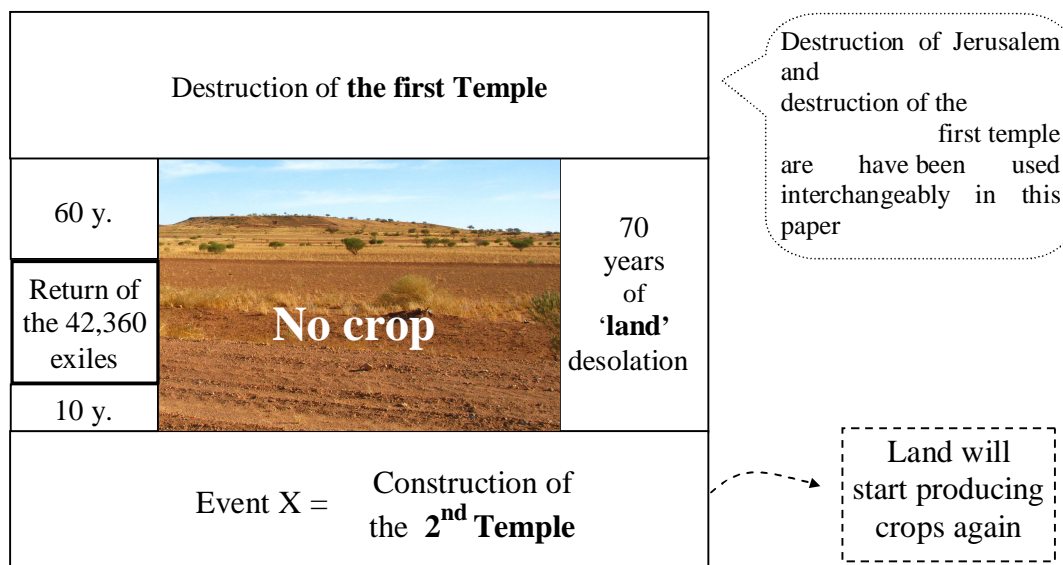 Destruction of the first Temple
Destruction of Jerusalem
and
destruction of the
first temple
are have been used
interchangeably in this
paper
60 y.
Return of
the 42,360
exiles
10 y.
No crop
70
years
of
‘land’
desolation
Event X =
Construction of
the 2nd Temple
Land will
start producing
crops again